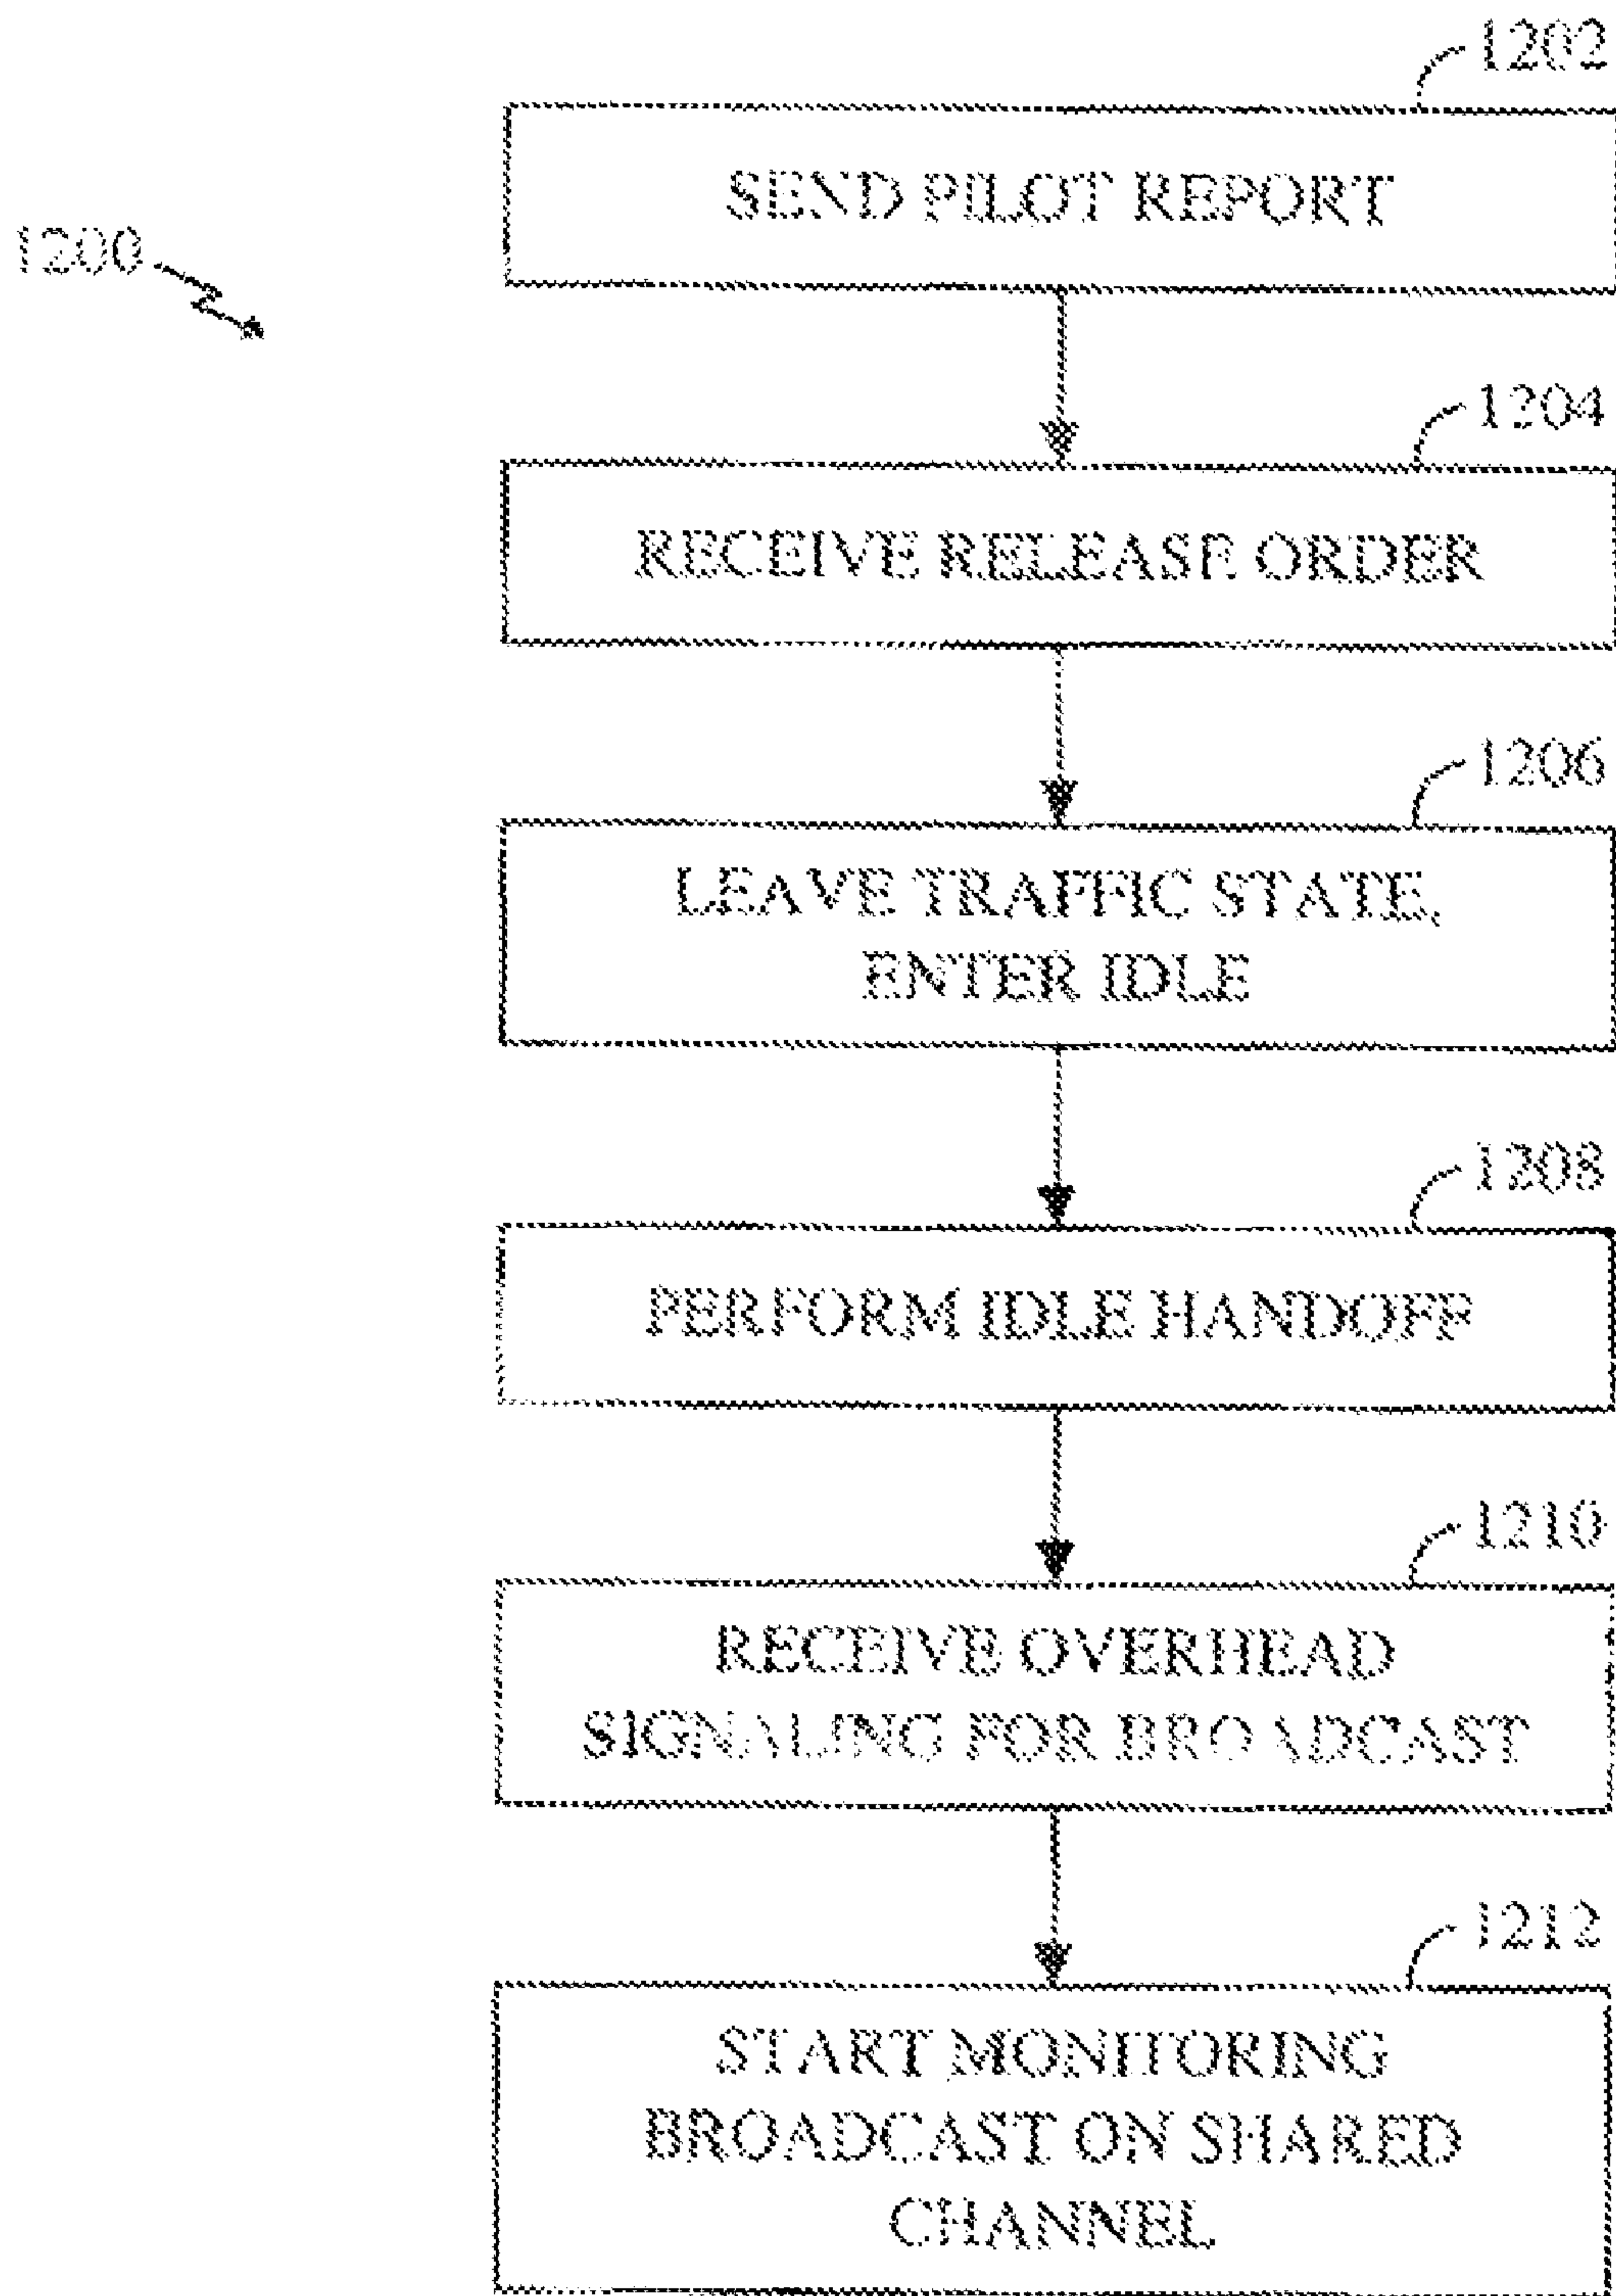 1202
SEND PILOT REPORT
1200
1204
RECEIVE RELEASE ORDER
1206
LEAVE TRAFFIC STATE,
ENTER IDLE
1208
PERFORM IDLE HANDOFF
1210
RECEIVE OVERHEAD
SIGNALING FOR BROADCAST
1212
START MONITORING
BROADCAST ON SHARED
CHANNEL